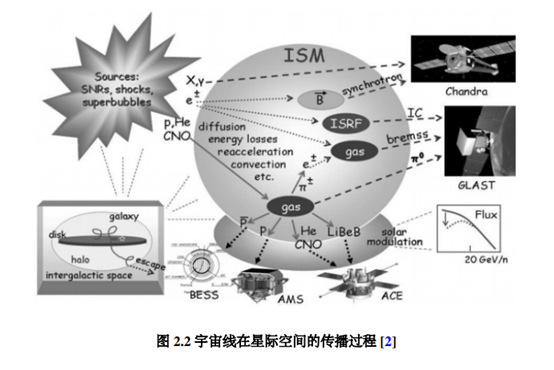 ISM
Sources:
SNRs, shocks,
superbubbles
X,γ
e±
P,He
CNO
diffusion
energy losses
reacceleration
convection
etc.
B
synchrotron
ISRF
IC
gas
bremss
e±
π±
π⁰
gas
Chandra
GLAST
galaxy
disk
halo
escape
intergalactic space
p̅
P
He
CNO
LiBeB
solar
modulation
Flux
20 GeV/n
BESS
AMS
ACE
图 2.2 宇宙线在星际空间的传播过程 [2]